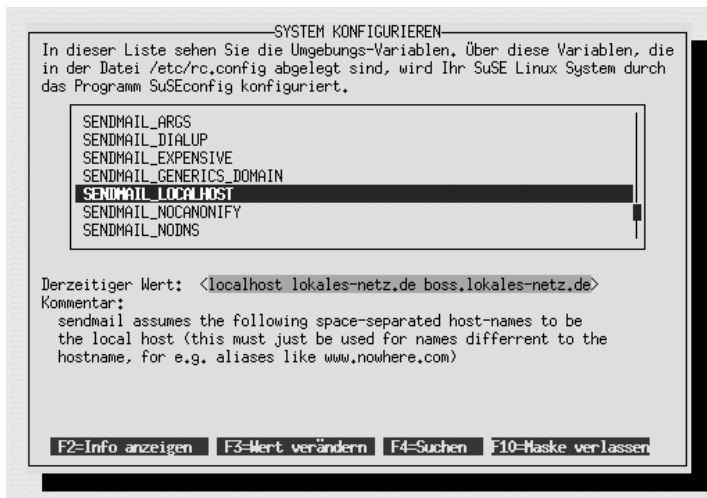 SYSTEM KONFIGURIEREN
In dieser Liste sehen Sie die Umgebungs-Variablen. Über diese Variablen, die
in der Datei /etc/rc.config abgelegt sind, wird Ihr SuSE Linux System durch
das Programm SuSEconfig konfiguriert.
SENDMAIL_ARGS
SENDMAIL_DIALUP
SENDMAIL_EXPENSIVE
SENDMAIL_GENERICS_DOMAIN
SENDMAIL_LOCALHOST
SENDMAIL_NOCANONIFY
SENDMAIL_NODNS
Derzeitiger Wert: <localhost lokales-netz.de boss.lokales-netz.de>
Kommentar:
sendmail assumes the following space-separated host-names to be
the local host (this must just be used for names differrent to the
hostname, for e.g. aliases like www.nowhere.com)
F2=Info anzeigen F3=Wert verändern F4=Suchen F10=Maske verlassen